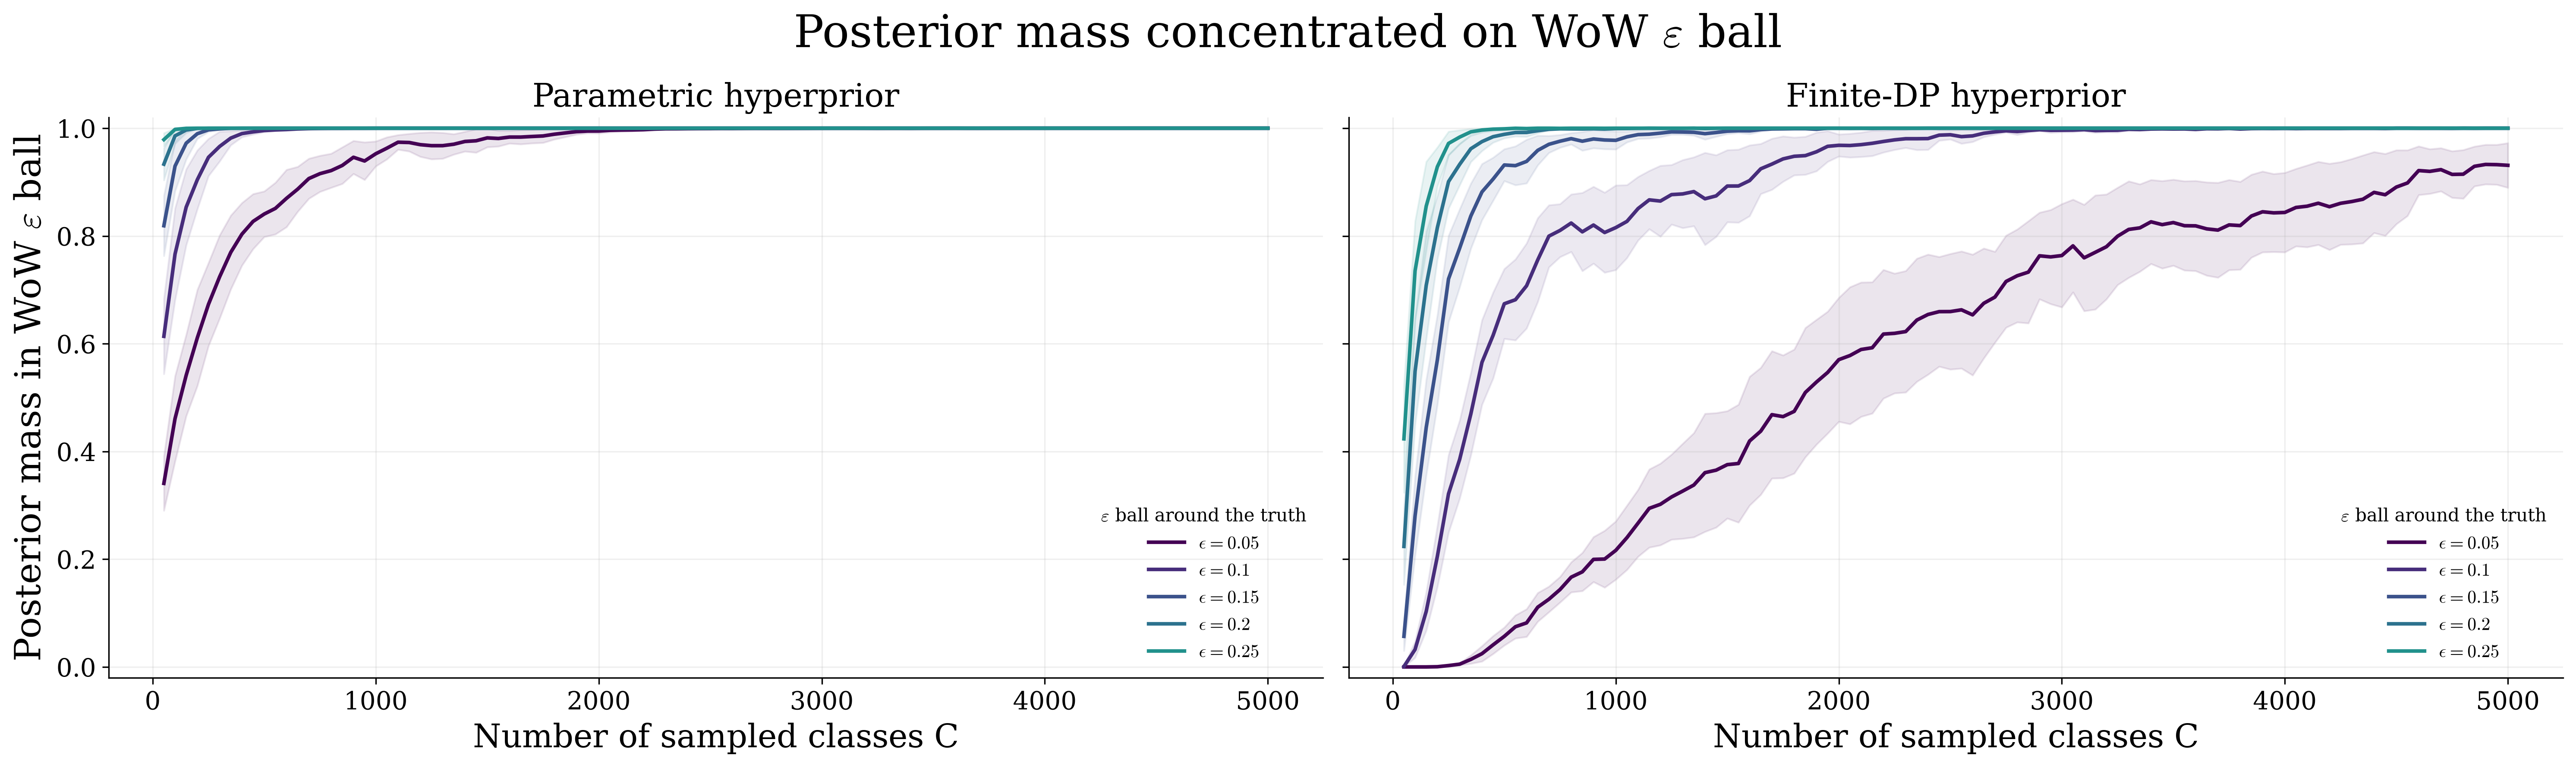 Posterior mass concentrated on WoW ε ball
Parametric hyperprior
Posterior mass in WoW ε ball
1.0
0.8
0.6
0.4
0.2
0.0
ε ball around the truth
ϵ = 0.05
ϵ = 0.1
ϵ = 0.15
ϵ = 0.2
ϵ = 0.25
0 1000 2000 3000 4000 5000
Number of sampled classes C
Finite-DP hyperprior
ε ball around the truth
ϵ = 0.05
ϵ = 0.1
ϵ = 0.15
ϵ = 0.2
ϵ = 0.25
0 1000 2000 3000 4000 5000
Number of sampled classes C